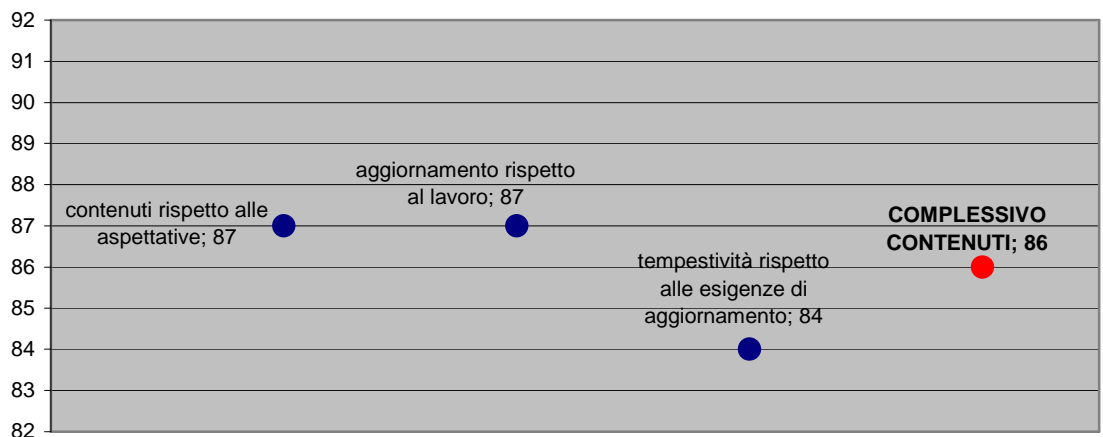 92
91
90
89
88
87
86
85
84
83
82
contenuti rispetto alle
aspettative; 87
aggiornamento rispetto
al lavoro; 87
tempestività rispetto
alle esigenze di
aggiornamento; 84
COMPLESSIVO
CONTENUTI; 86